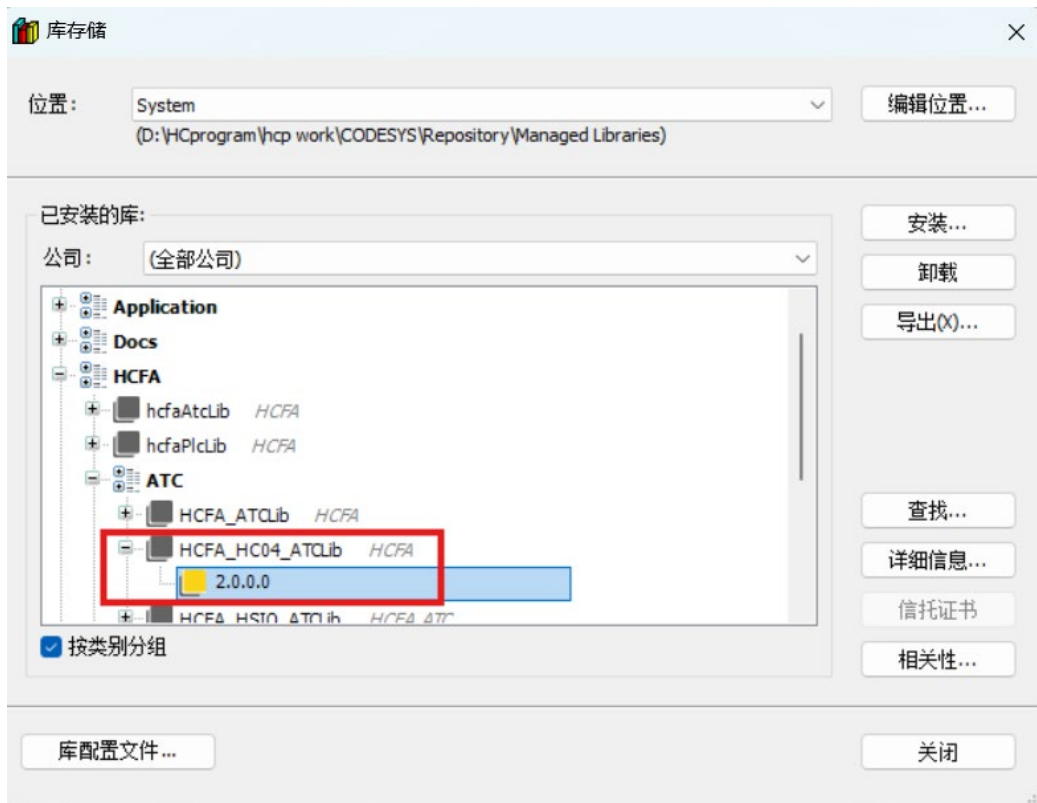 库存储
位置:
System
编辑位置...
(D:\HCprogram\hcp work\CODESYS\Repository\Managed Libraries)
已安装的库:
安装...
公司:
(全部公司)
卸载
导出(X)...
Application
Docs
HCFA
hcfaAtcLib HCFA
hcfaPlcLib HCFA
ATC
HCFA_ATCLib HCFA
查找...
HCFA_HC04_ATCLib HCFA
详细信息...
2.0.0.0
信托证书
HCFA_HSIO_ATCLib HCFA ATC
按类别分组
相关性...
库配置文件...
关闭